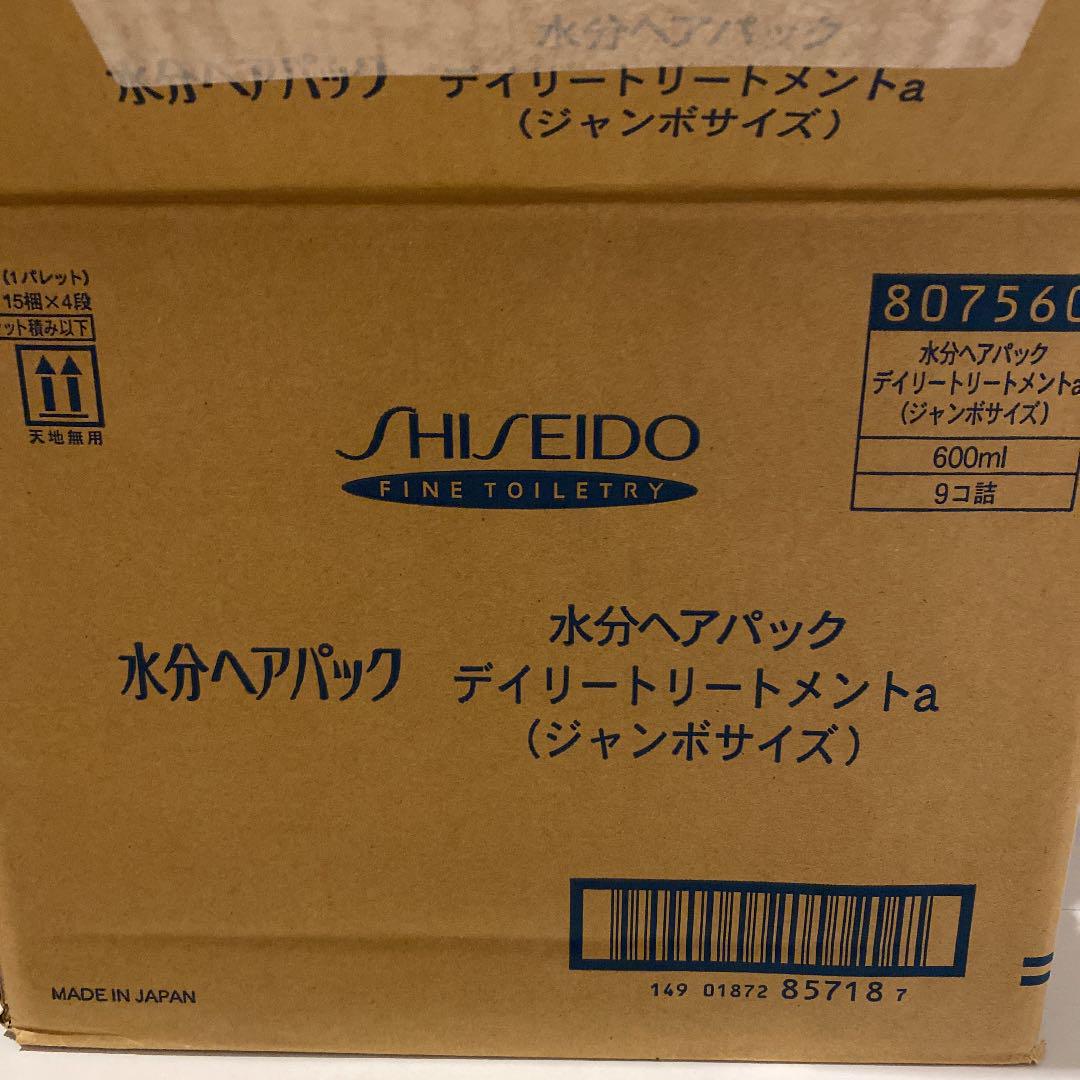 水分ヘアパック
水分ヘアパック
デイリートリートメントa
(ジャンボサイズ)
(1パレット)
15梱×4段
ット積み以下
天地無用
SHISEIDO
FINE TOILETRY
807560
水分ヘアパック
デイリートリートメントa
(ジャンボサイズ)
600ml
9コ詰
水分ヘアパック
水分ヘアパック
デイリートリートメントa
(ジャンボサイズ)
149 01872 85718 7
MADE IN JAPAN